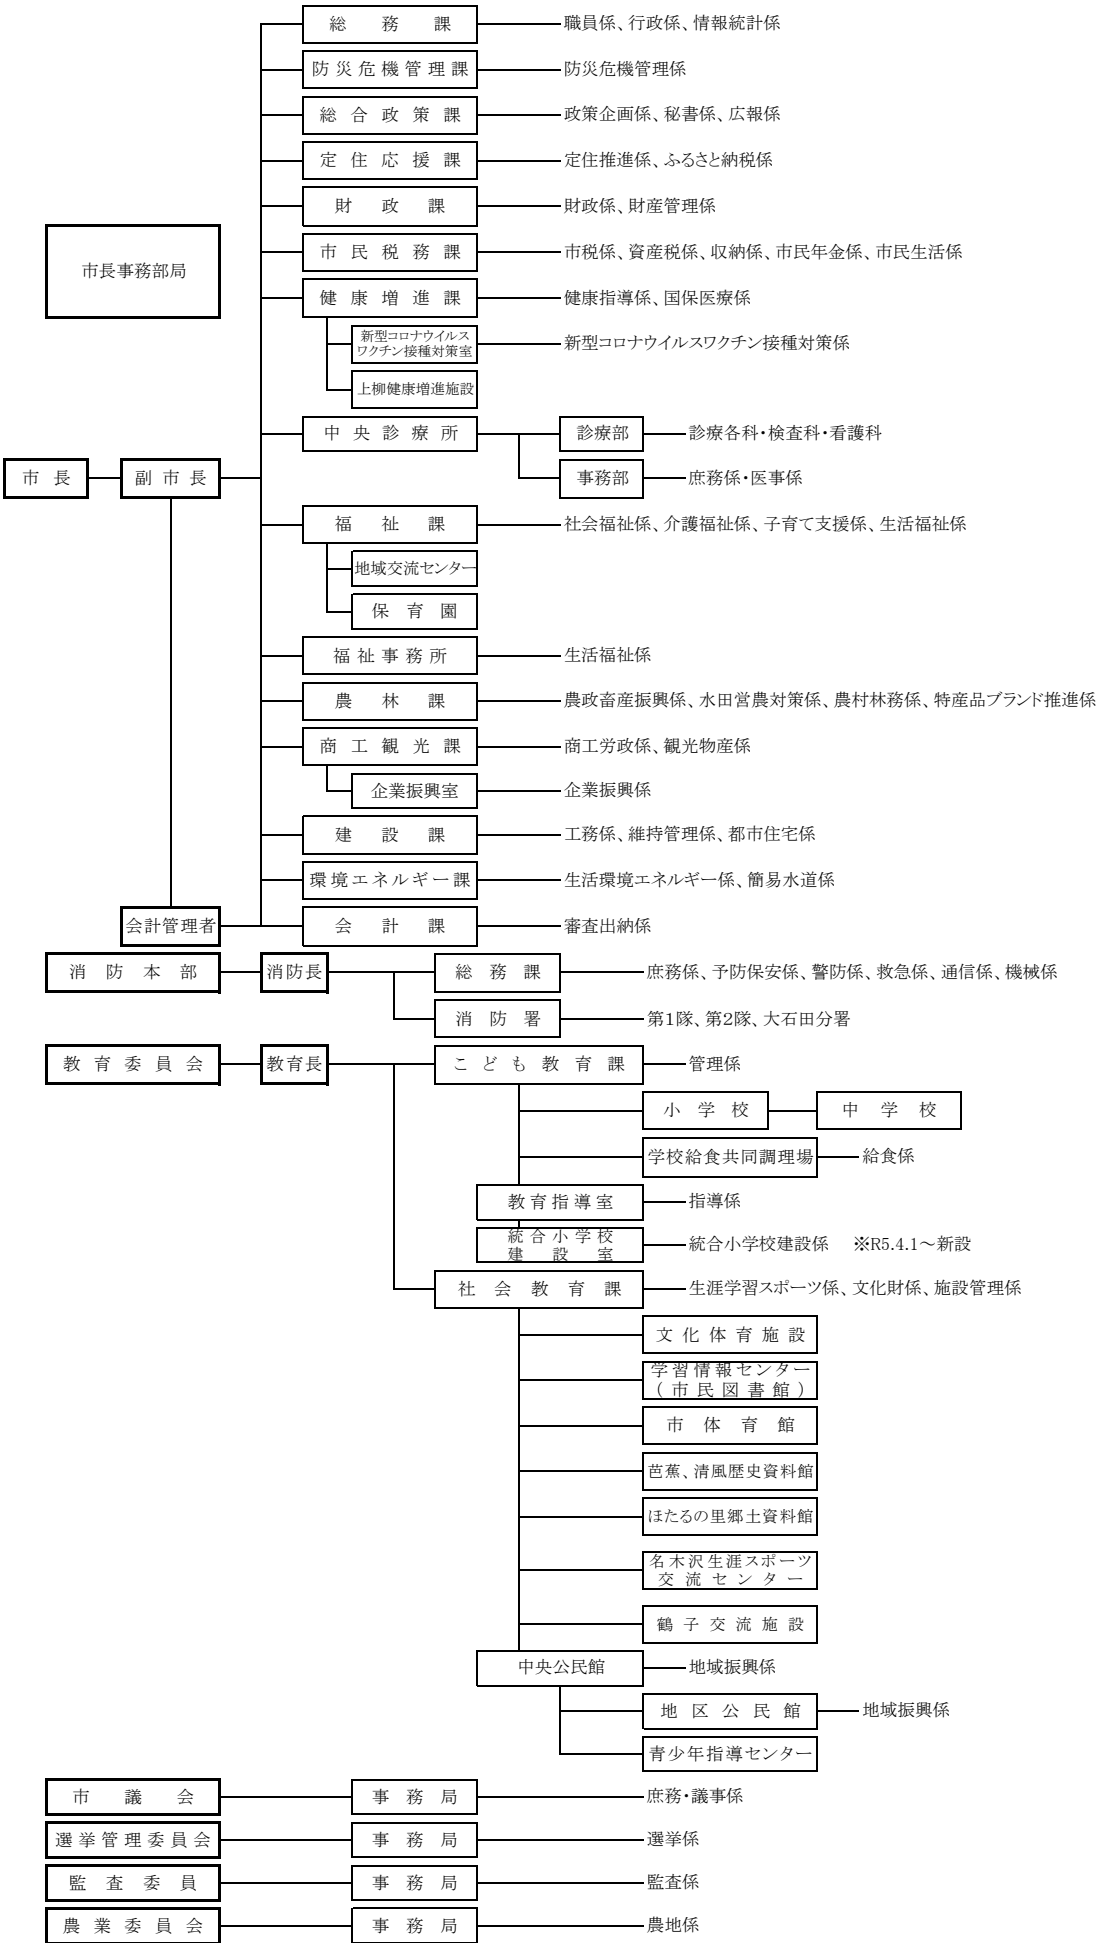 総務課 職員係、行政係、情報統計係
防災危機管理課 防災危機管理係
総合政策課 政策企画係、秘書係、広報係
定住応援課 定住推進係、ふるさと納税係
財政課 財政係、財産管理係
市民税務課 市税係、資産税係、収納係、市民年金係、市民生活係
市長事務部局
健康増進課 健康指導係、国保医療係
新型コロナウイルス
ワクチン接種対策室 新型コロナウイルスワクチン接種対策係
上柳健康増進施設
中央診療所 診療部 診療各科・検査科・看護科
市長 副市長 事務部 庶務係・医事係
福祉課 社会福祉係、介護福祉係、子育て支援係、生活福祉係
地域交流センター
保育園
福祉事務所 生活福祉係
農林課 農政畜産振興係、水田営農対策係、農村林務係、特産品ブランド推進係
商工観光課 商工労政係、観光物産係
企業振興室 企業振興係
建設課 工務係、維持管理係、都市住宅係
環境エネルギー課 生活環境エネルギー係、簡易水道係
会計管理者 会計課 審査出納係
消防本部 消防長 総務課 庶務係、予防保安係、警防係、救急係、通信係、機械係
消防署 第1隊、第2隊、大石田分署
教育委員会 教育長 こども教育課 管理係
小学校 中学校
学校給食共同調理場 給食係
教育指導室 指導係
統合小学校
建設室 統合小学校建設係 ※R5.4.1～新設
社会教育課 生涯学習スポーツ係、文化財係、施設管理係
文化体育施設
学習情報センター
(市民図書館)
市体育館
芭蕉、清風歴史資料館
ほたるの里郷土資料館
名木沢生涯スポーツ
交流センター
鶴子交流施設
中央公民館 地域振興係
地区公民館 地域振興係
青少年指導センター
市議会 事務局 庶務・議事係
選挙管理委員会 事務局 選挙係
監査委員 事務局 監査係
農業委員会 事務局 農地係